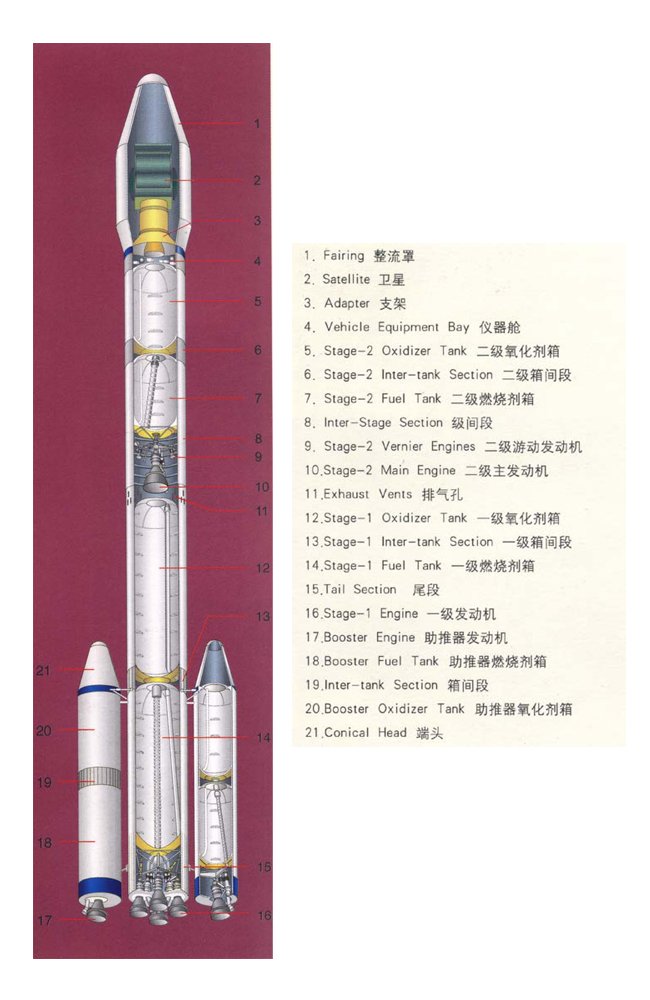 1
2
3
4
5
6
7
8
9
10
11
12
13
14
15
16
17
18
19
20
21
1. Fairing 整流罩
2. Satellite 卫星
3. Adapter 支架
4. Vehicle Equipment Bay 仪器舱
5. Stage-2 Oxidizer Tank 二级氧化剂箱
6. Stage-2 Inter-tank Section 二级箱间段
7. Stage-2 Fuel Tank 二级燃烧剂箱
8. Inter-Stage Section 级间段
9. Stage-2 Vernier Engines 二级游动发动机
10.Stage-2 Main Engine 二级主发动机
11.Exhaust Vents 排气孔
12.Stage-1 Oxidizer Tank 一级氧化剂箱
13.Stage-1 Inter-tank Section 一级箱间段
14.Stage-1 Fuel Tank 一级燃烧剂箱
15.Tail Section 尾段
16.Stage-1 Engine 一级发动机
17.Booster Engine 助推器发动机
18.Booster Fuel Tank 助推器燃烧剂箱
19.Inter-tank Section 箱间段
20.Booster Oxidizer Tank 助推器氧化剂箱
21.Conical Head 端头